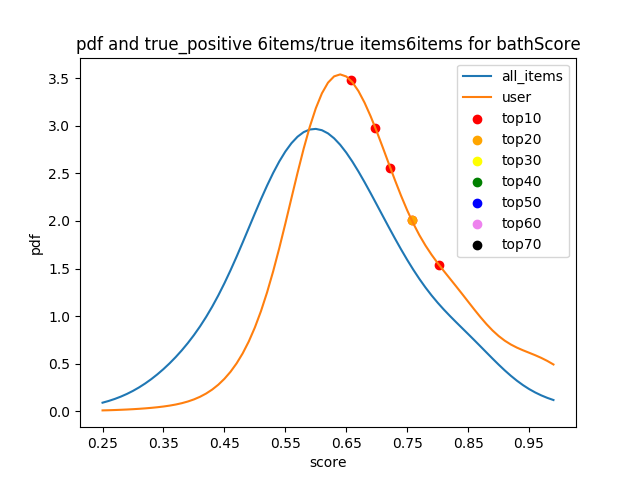 pdf and true_positive 6items/true items6items for bathScore
3.5
3.0
2.5
2.0
1.5
1.0
0.5
0.0
pdf
all_items
user
top10
top20
top30
top40
top50
top60
top70
0.25 0.35 0.45 0.55 0.65 0.75 0.85 0.95
score